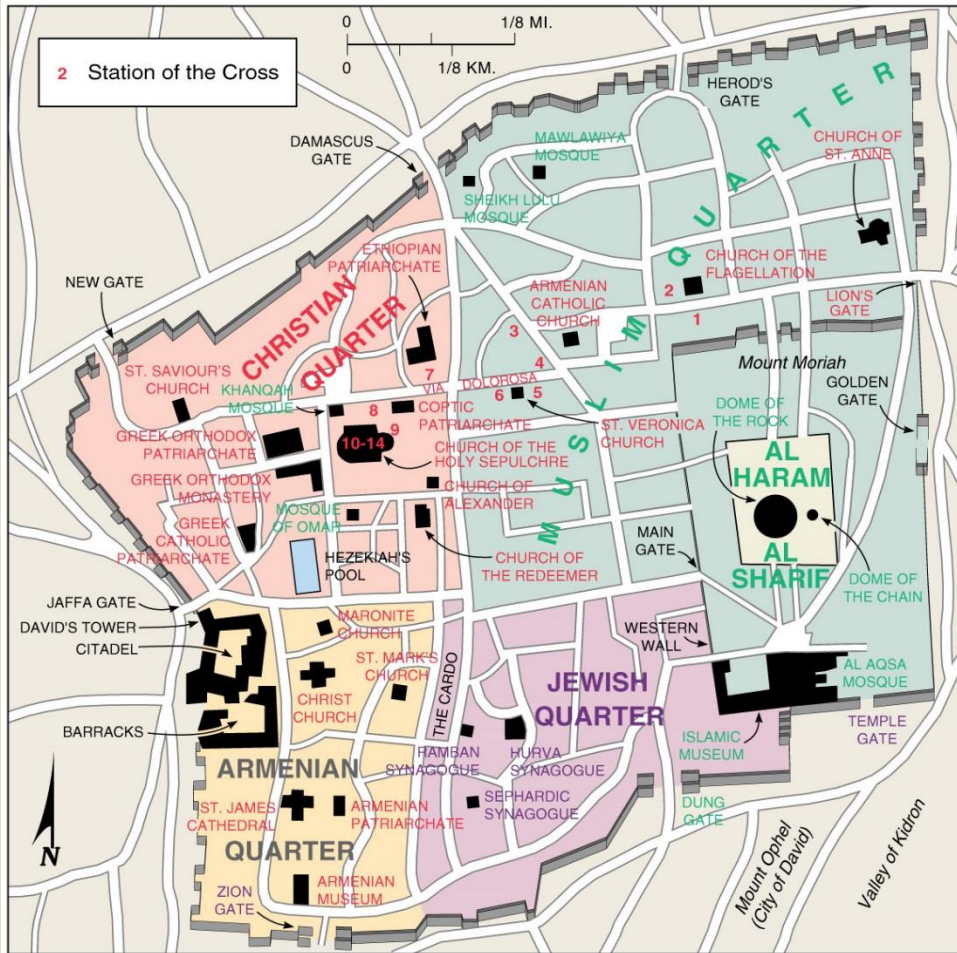 0 1/8 MI.
0 1/8 KM.
2 Station of the Cross
HEROD'S
GATE
MUSLIM QUARTER
DAMASCUS
GATE
MAWLAWIYA
MOSQUE
CHURCH OF
ST. ANNE
SHEIKH LULU
MOSQUE
ETHIOPIAN
PATRIARCHATE
CHURCH OF THE
FLAGELLATION
2
NEW GATE
CHRISTIAN
QUARTER
ARMENIAN
CATHOLIC
CHURCH
LION'S
GATE
1
3
4
Mount Moriah
ST. SAVIOUR'S
CHURCH
7
KHANQAH
MOSQUE
VIA DOLOROSA
6 5
GOLDEN
GATE
8
COPTIC
PATRIARCHATE
9
ST. VERONICA
CHURCH
DOME OF
THE ROCK
GREEK ORTHODOX
PATRIARCHATE
10-14
CHURCH OF THE
HOLY SEPULCHRE
AL
HARAM
AL
SHARIF
GREEK ORTHODOX
MONASTERY
CHURCH OF
ALEXANDER
MOSQUE
OF OMAR
GREEK
CATHOLIC
PATRIARCHATE
MAIN
GATE
HEZEKIAH'S
POOL
CHURCH OF
THE REDEEMER
DOME OF
THE CHAIN
JAFFA GATE
DAVID'S TOWER
CITADEL
MARONITE
CHURCH
WESTERN
WALL
ST. MARK'S
CHURCH
THE CARDO
JEWISH
QUARTER
AL AQSA
MOSQUE
CHRIST
CHURCH
BARRACKS
TEMPLE
GATE
ISLAMIC
MUSEUM
RAMBAN
SYNAGOGUE
HURVA
SYNAGOGUE
ARMENIAN
QUARTER
ST. JAMES
CATHEDRAL
ARMENIAN
PATRIARCHATE
SEPHARDIC
SYNAGOGUE
DUNG
GATE
N
Mount Ophel
(City of David)
Valley of Kidron
ZION
GATE
ARMENIAN
MUSEUM